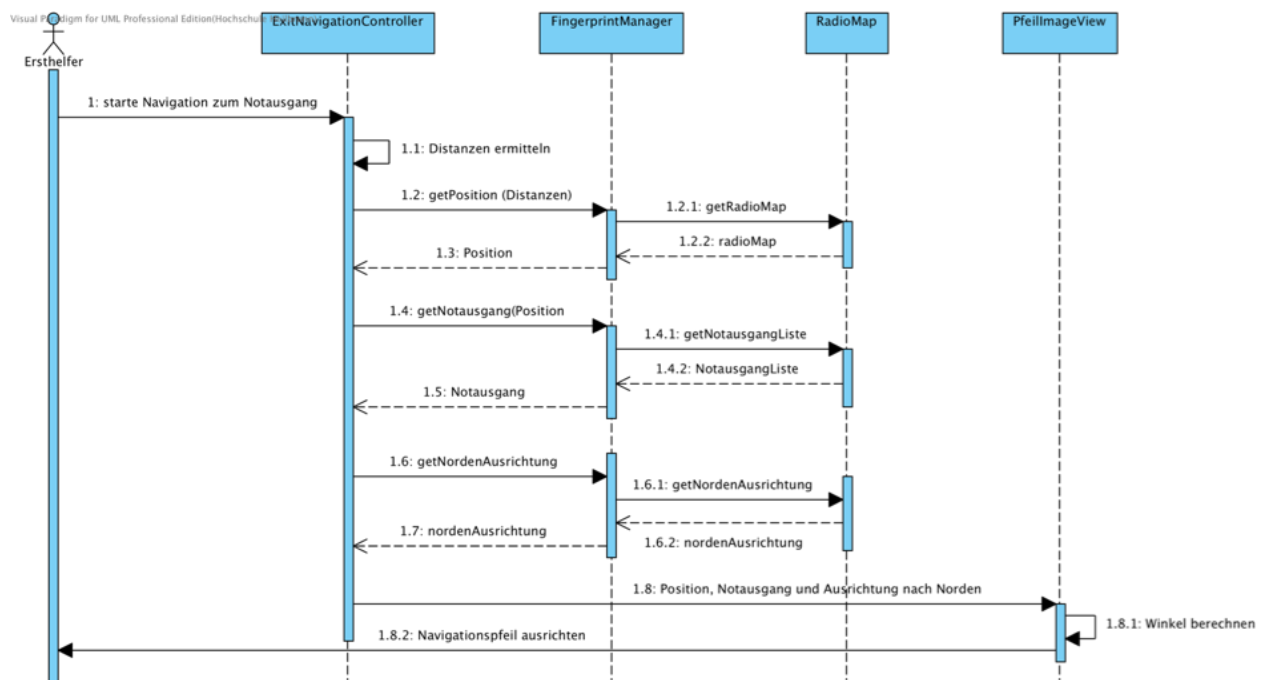 Visual Paradigm for UML Professional Edition(Hochschule
ExitNavigationController
FingerprintManager
RadioMap
PfeilImageView
Ersthelfer
1: starte Navigation zum Notausgang
1.1: Distanzen ermitteln
1.2: getPosition (Distanzen)
1.2.1: getRadioMap
1.2.2: radioMap
1.3: Position
1.4: getNotausgang(Position
1.4.1: getNotausgangListe
1.4.2: NotausgangListe
1.5: Notausgang
1.6: getNordenAusrichtung
1.6.1: getNordenAusrichtung
1.7: nordenAusrichtung
1.6.2: nordenAusrichtung
1.8: Position, Notausgang und Ausrichtung nach Norden
1.8.1: Winkel berechnen
1.8.2: Navigationspfeil ausrichten